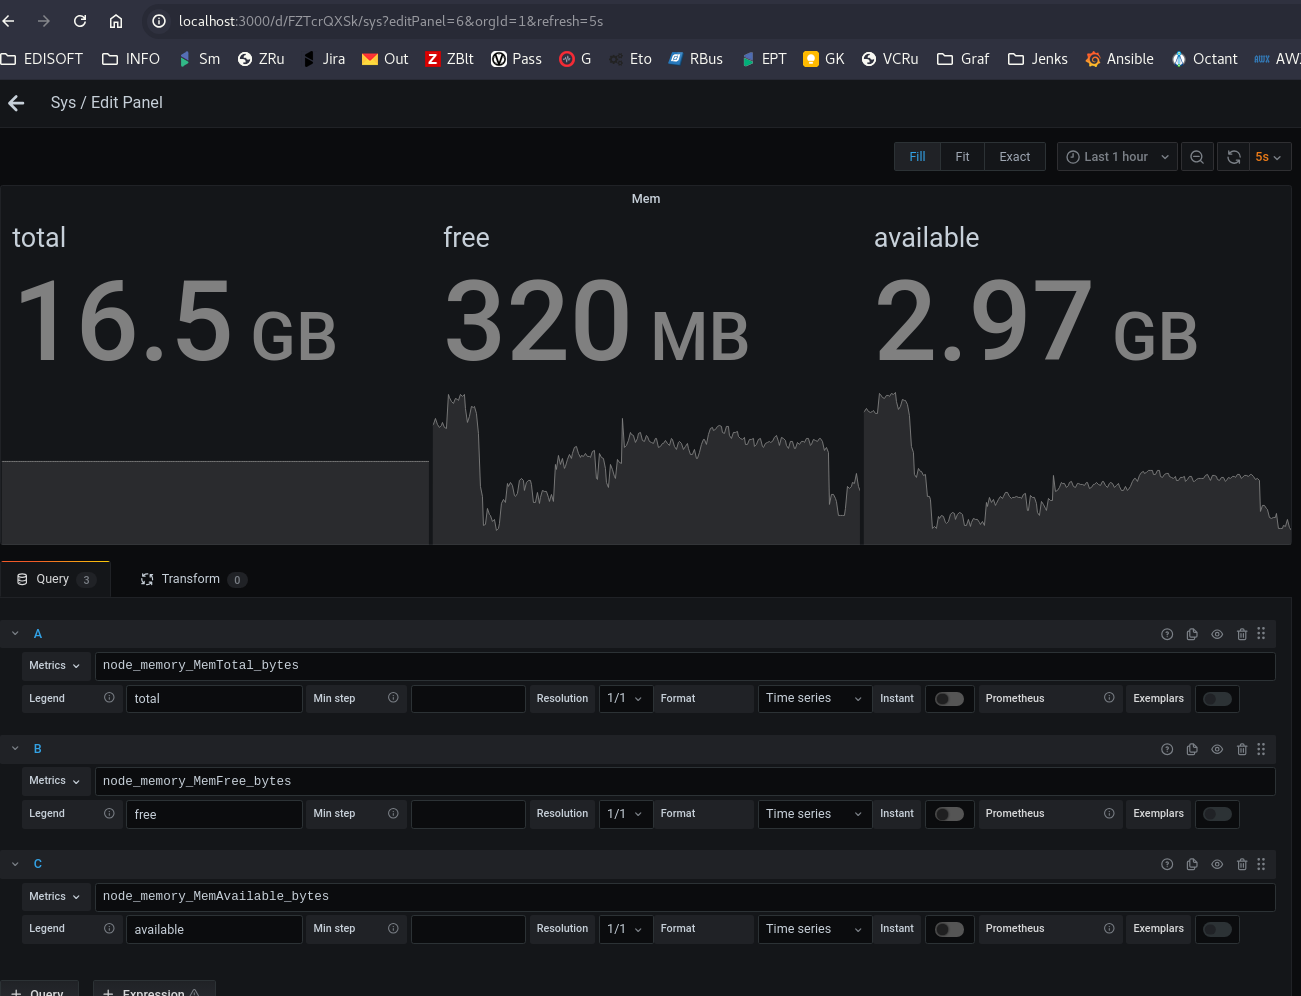 localhost:3000/d/FZTcrQXSk/sys?editPanel=6&orgId=1&refresh=5s
EDISOFT INFO Sm ZRu Jira Out Z ZBlt Pass G Eto RBus EPT GK VCRu Graf Jenks Ansible Octant AWX AW
Sys / Edit Panel
Fill Fit Exact Last 1 hour 5s
Mem
total free available
16.5 GB 320 MB 2.97 GB
Query 3 Transform 0
A
Metrics node_memory_MemTotal_bytes
Legend total Min step Resolution 1/1 Format Time series Instant Prometheus Exemplars
B
Metrics node_memory_MemFree_bytes
Legend free Min step Resolution 1/1 Format Time series Instant Prometheus Exemplars
C
Metrics node_memory_MemAvailable_bytes
Legend available Min step Resolution 1/1 Format Time series Instant Prometheus Exemplars
+ Query + Expression